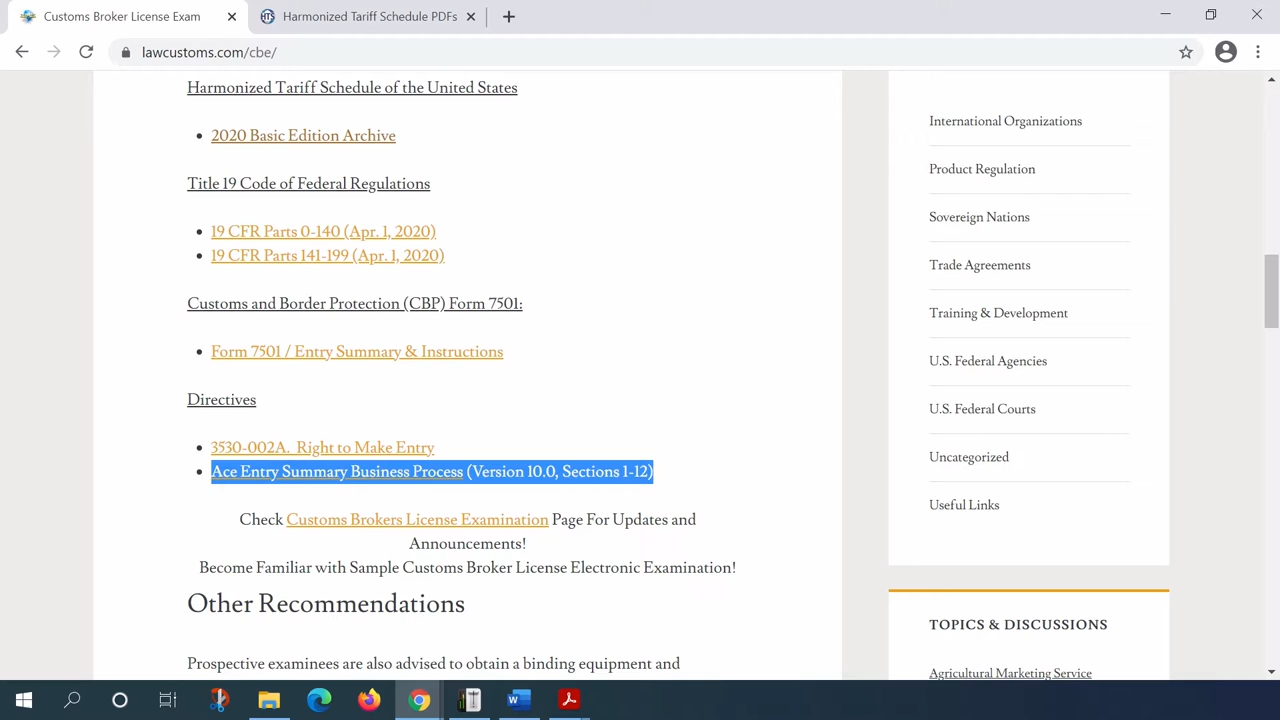 Customs Broker License Exam
Harmonized Tariff Schedule PDFs
lawcustoms.com/cbe/
Harmonized Tariff Schedule of the United States
2020 Basic Edition Archive
Title 19 Code of Federal Regulations
19 CFR Parts 0-140 (Apr. 1, 2020)
19 CFR Parts 141-199 (Apr. 1, 2020)
Customs and Border Protection (CBP) Form 7501:
Form 7501 / Entry Summary & Instructions
Directives
3530-002A. Right to Make Entry
Ace Entry Summary Business Process (Version 10.0, Sections 1-12)
Check Customs Brokers License Examination Page For Updates and
Announcements!
Become Familiar with Sample Customs Broker License Electronic Examination!
Other Recommendations
Prospective examinees are also advised to obtain a binding equipment and
International Organizations
Product Regulation
Sovereign Nations
Trade Agreements
Training & Development
U.S. Federal Agencies
U.S. Federal Courts
Uncategorized
Useful Links
TOPICS & DISCUSSIONS
Agricultural Marketing Service